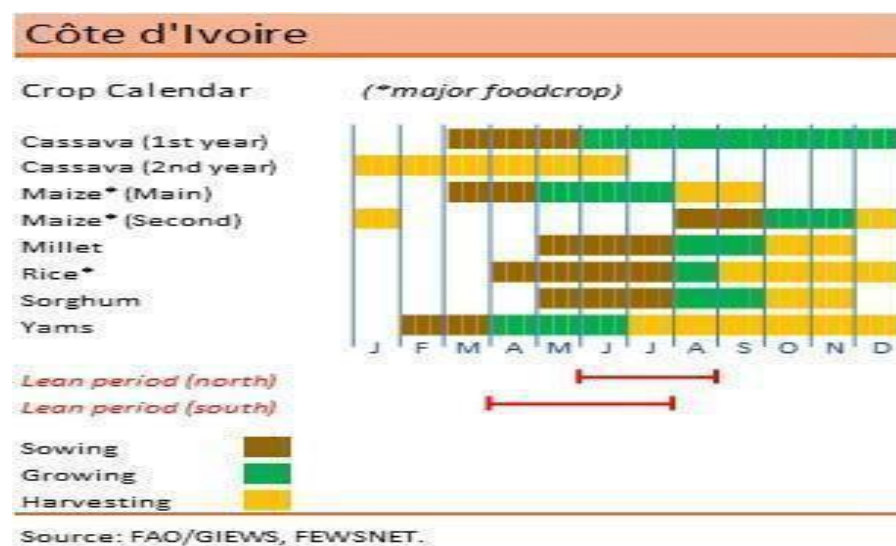 Côte d'Ivoire
Crop Calendar (*major foodcrop)
Cassava (1st year)
Cassava (2nd year)
Maize* (Main)
Maize* (Second)
Millet
Rice*
Sorghum
Yams
J F M A M J J A S O N D
Lean period (north)
Lean period (south)
Sowing
Growing
Harvesting
Source: FAO/GIEWS, FEWSNET.